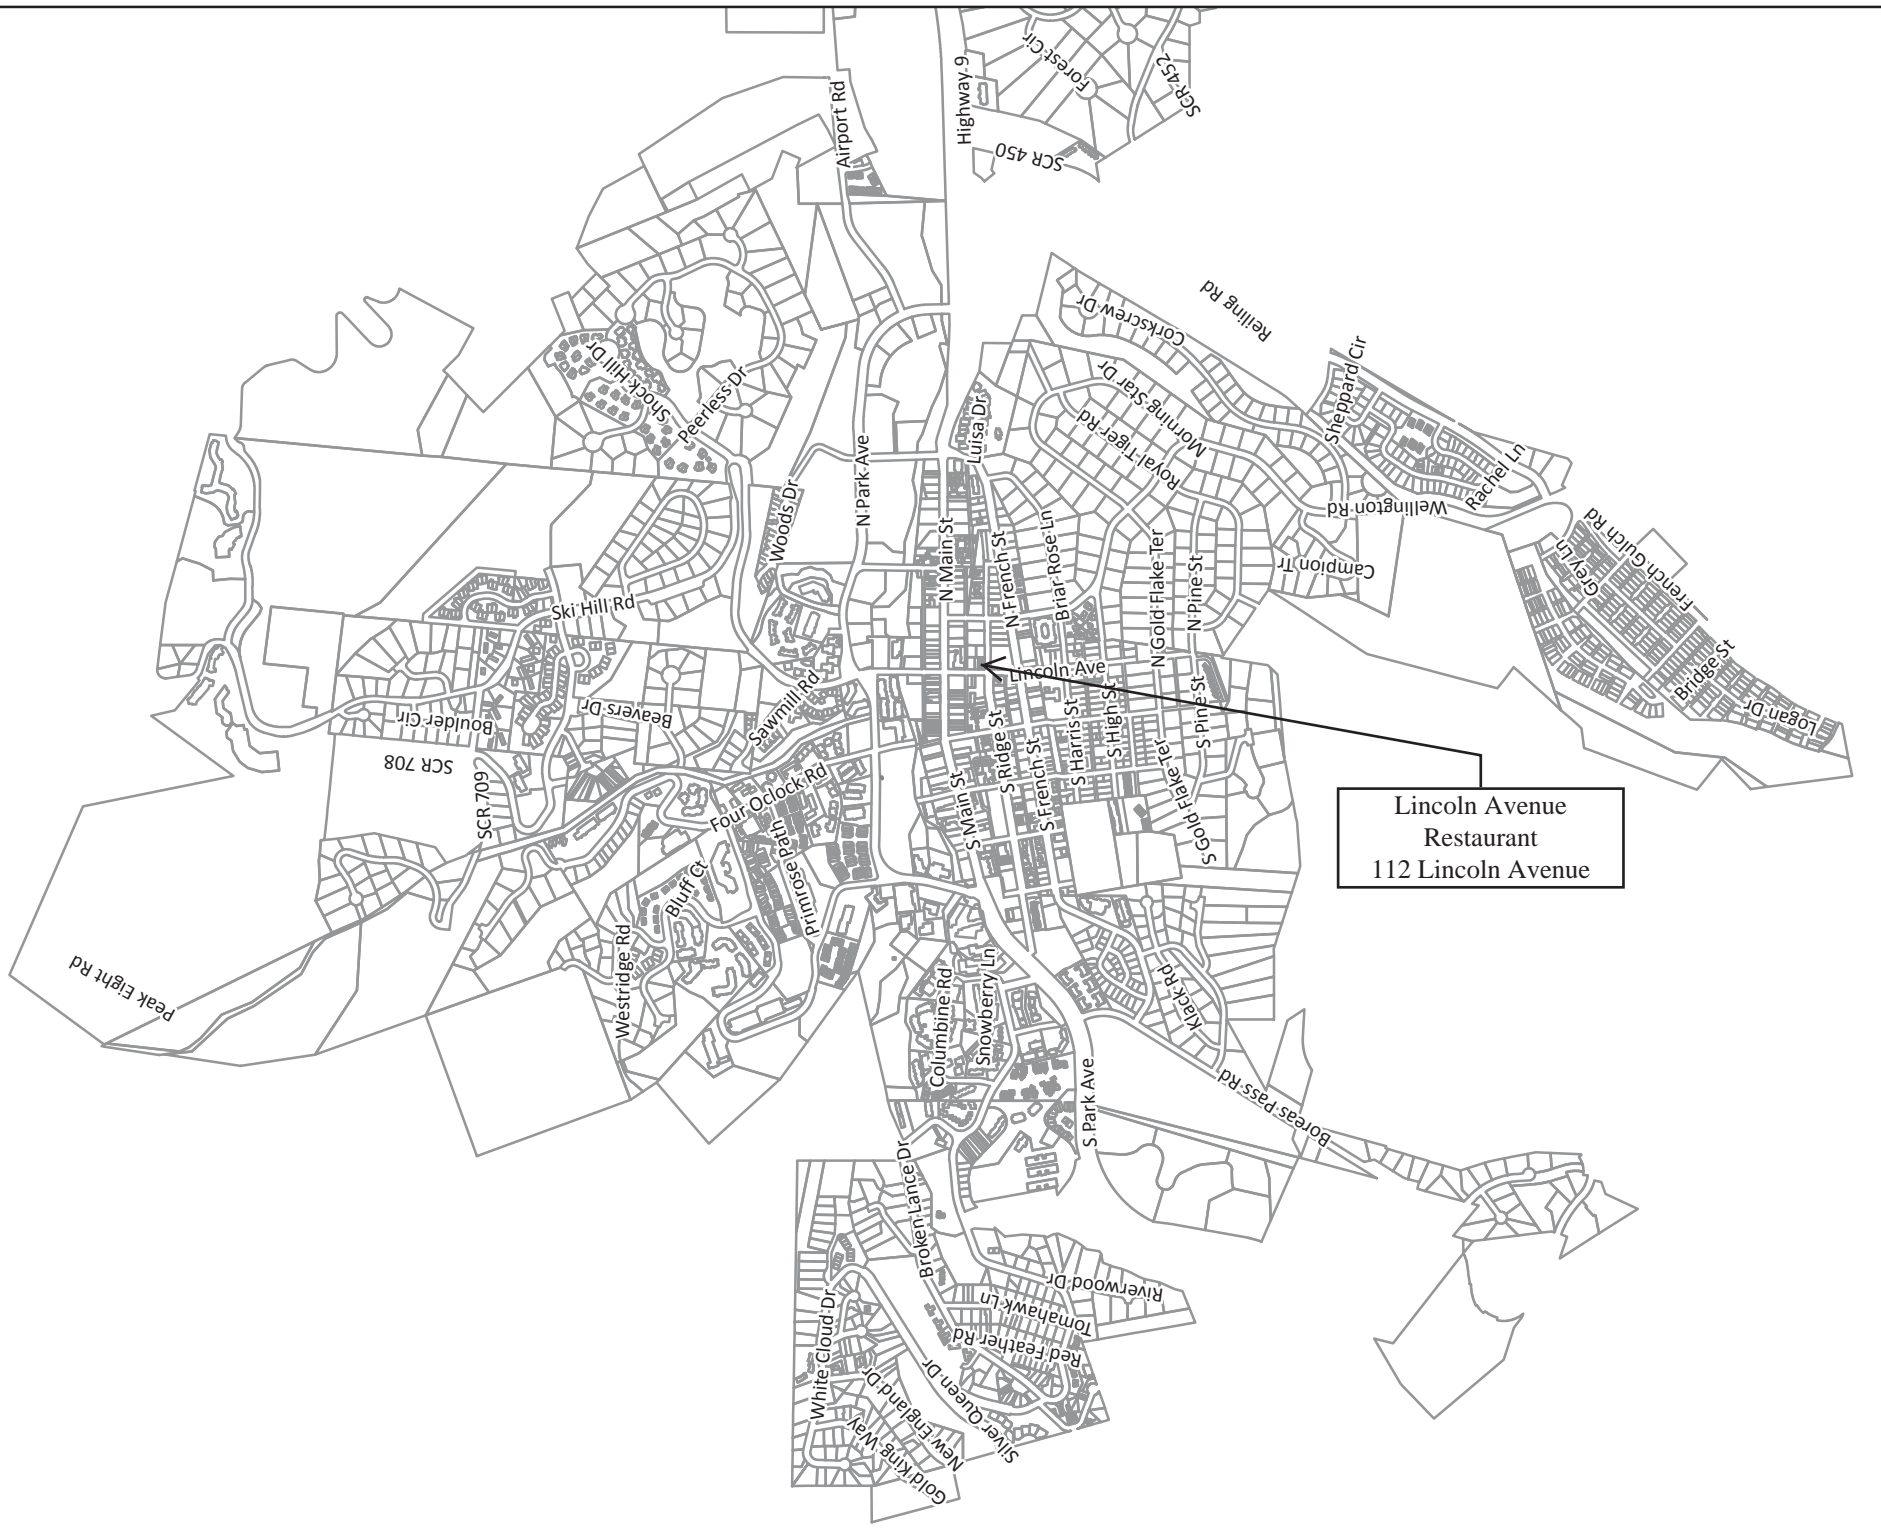 Forest Cir
SCR 452
Highway 9
SCR 450
Airport Rd
Reiling Rd
Corkscrew Dr
Sheppard Cir
Shock Hill Dr
Peerless Dr
Luisa Dr
Morning Star Dr
Royal Tiger Rd
N Park Ave
Woods Dr
Rachel Ln
Wellington Rd
French Gulch Rd
Grey Ln
N Main St
N French St
Briar Rose Ln
N Gold Flake Ter
N Pine St
Campion Tr
Ski Hill Rd
Bridge St
Logan Dr
Lincoln Ave
Boulder Cir
Beavers Dr
Sawmill Rd
S Ridge St
S French St
S Harris St
S High St
S Pine St
S Gold Flake Ter
SCR 708
SCR 709
Four Oclock Rd
Primrose Path
S Main St
Lincoln Avenue
Restaurant
112 Lincoln Avenue
Bluff Ct
Westridge Rd
Peak Eight Rd
Columbine Rd
Snowberry Ln
Klack Rd
S Park Ave
Boreas Pass Rd
Broken Lance Dr
Riverwood Dr
Tomahawk Ln
Red Feather Rd
White Cloud Dr
Silver Queen Dr
New England Dr
Gold King Way